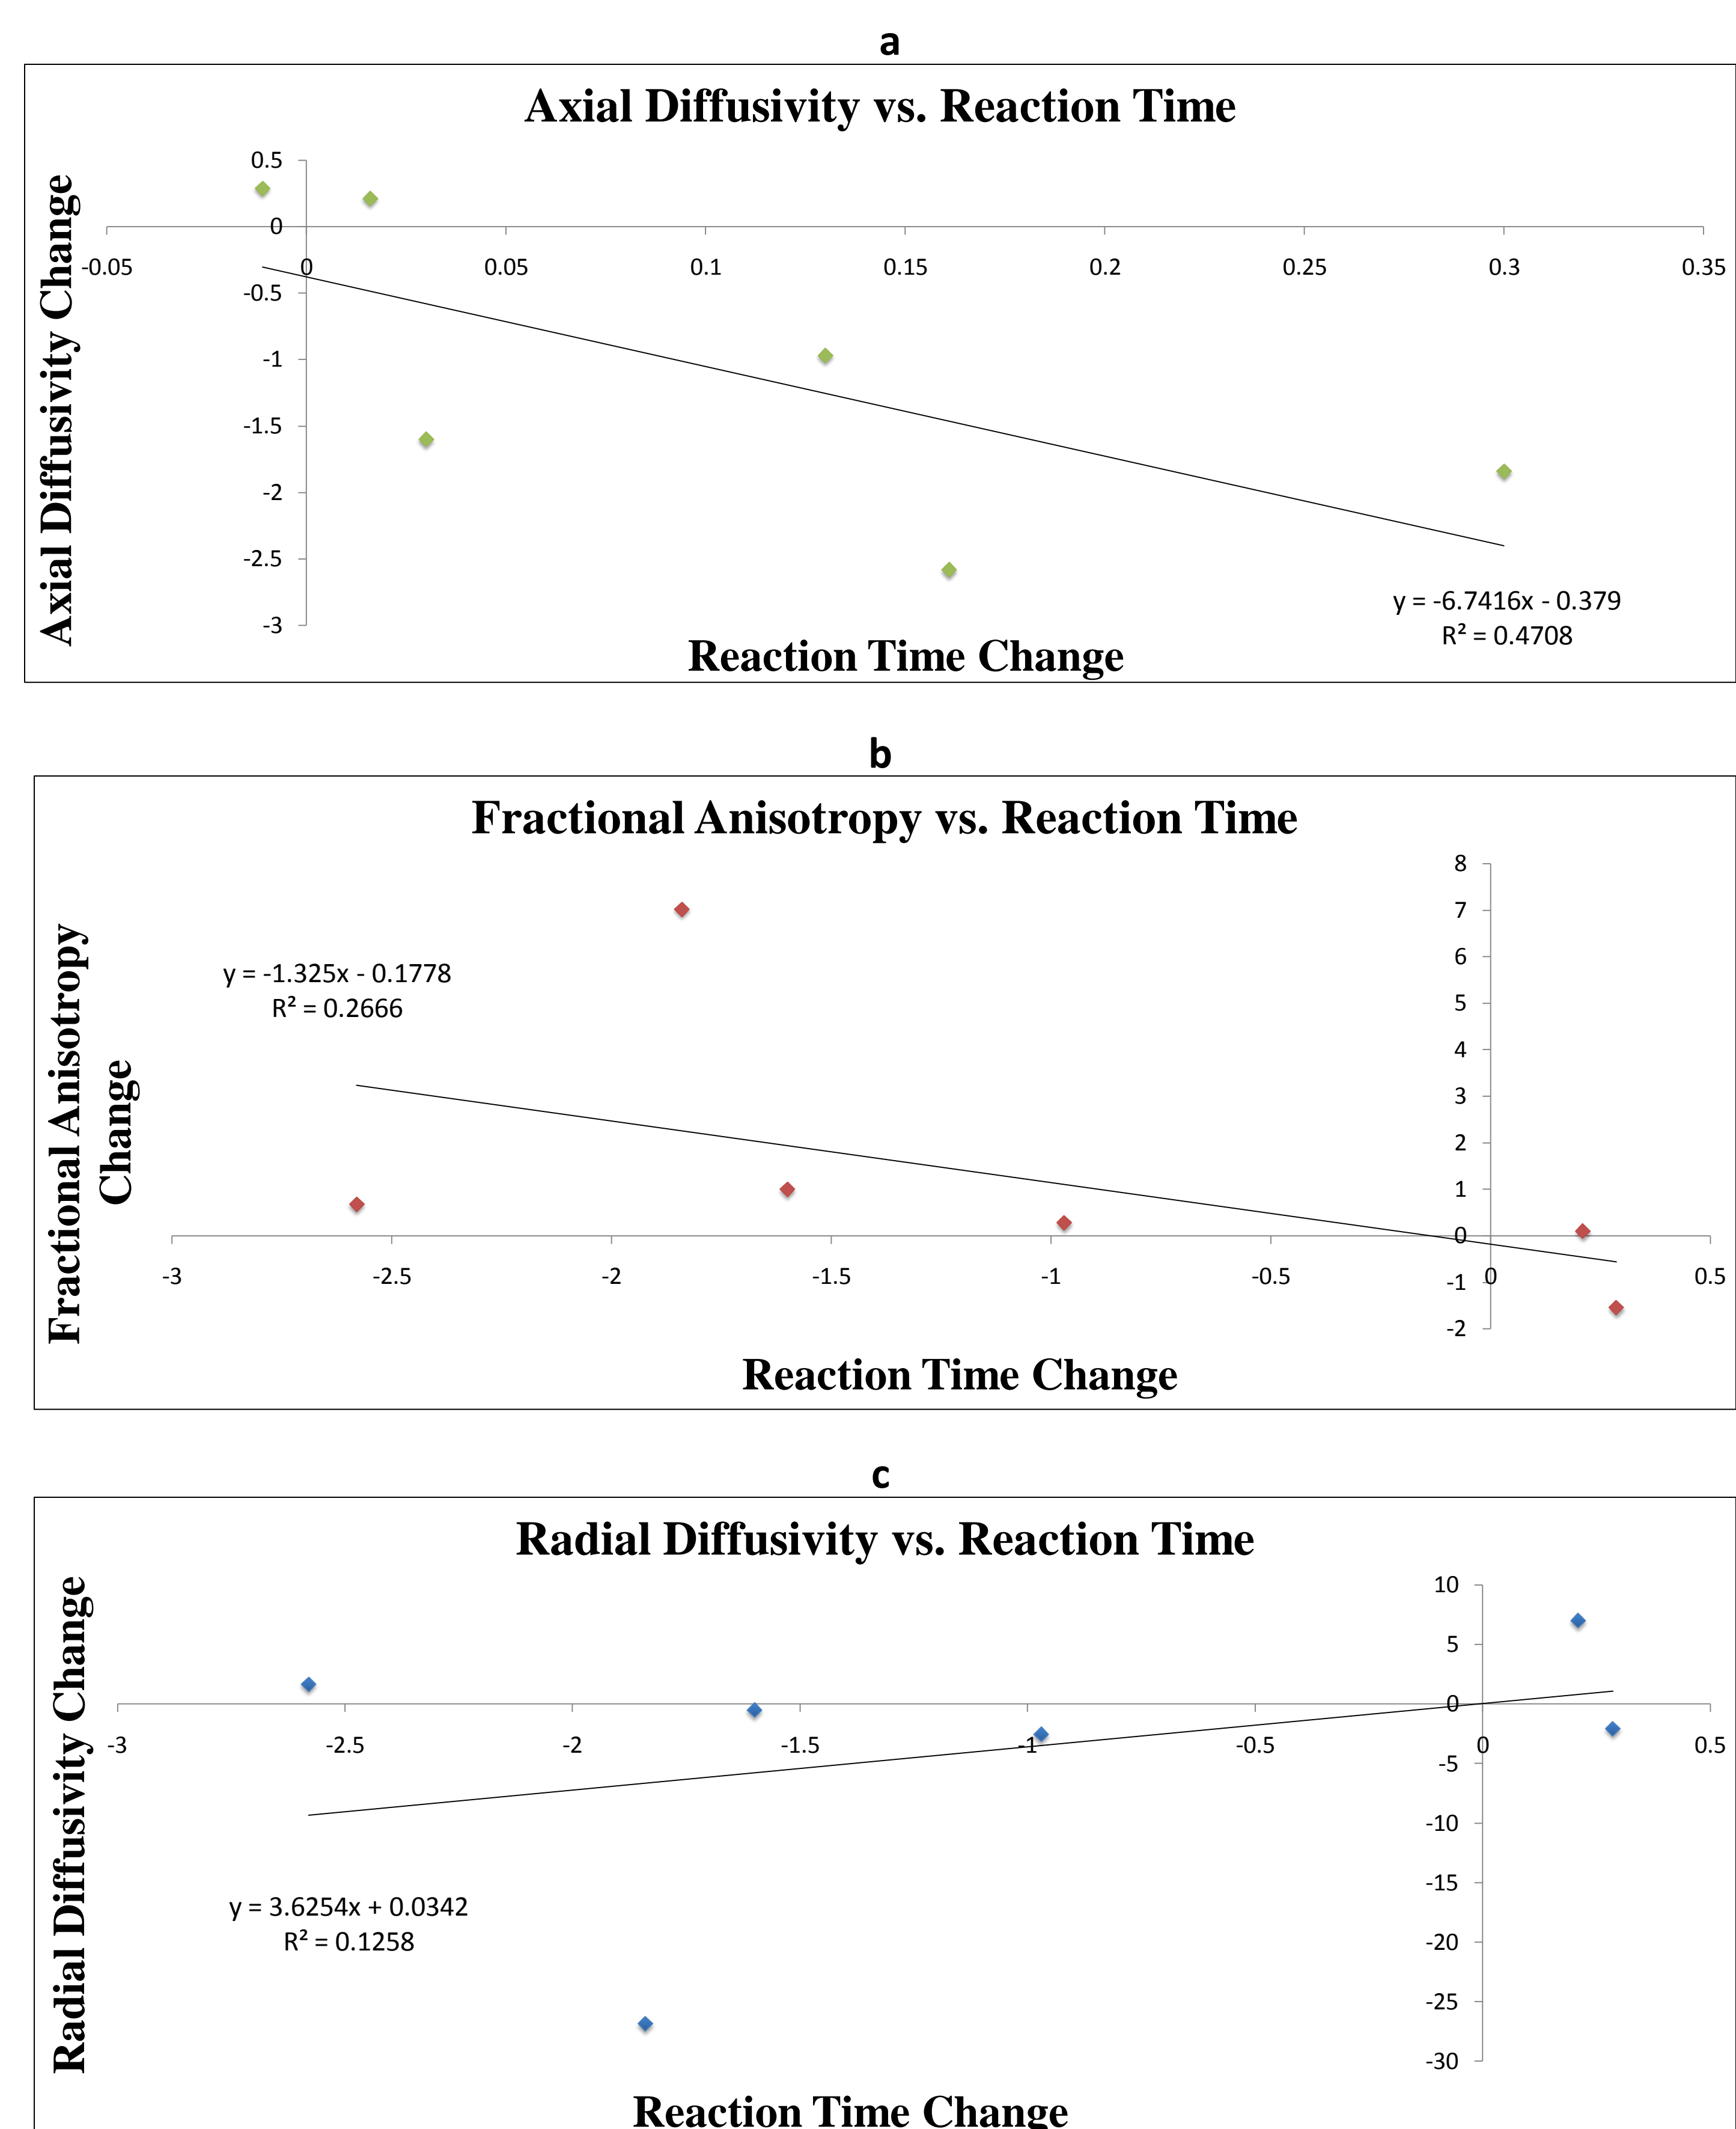 a
Axial Diffusivity vs. Reaction Time
Axial Diffusivity Change
0.5
0
-0.5
-1
-1.5
-2
-2.5
-3
-0.05
0
0.05
0.1
0.15
0.2
0.25
0.3
0.35
y = -6.7416x - 0.379
R² = 0.4708
Reaction Time Change
b
Fractional Anisotropy vs. Reaction Time
Fractional Anisotropy
Change
8
7
6
5
4
3
2
1
0
-1
-2
y = -1.325x - 0.1778
R² = 0.2666
-3
-2.5
-2
-1.5
-1
-0.5
0
0.5
Reaction Time Change
c
Radial Diffusivity vs. Reaction Time
Radial Diffusivity Change
10
5
0
-5
-10
-15
-20
-25
-30
-3
-2.5
-2
-1.5
-1
-0.5
0
0.5
y = 3.6254x + 0.0342
R² = 0.1258
Reaction Time Change